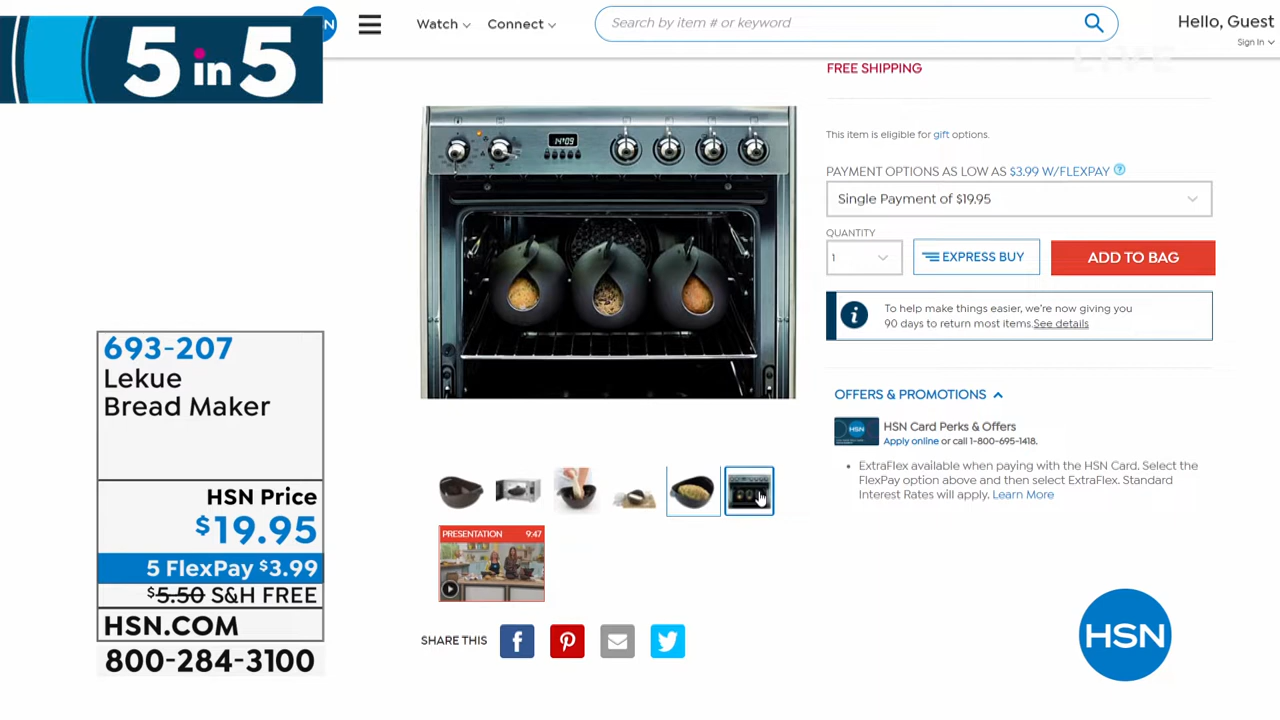 5 in 5
HSN
Watch
Connect
Search by item # or keyword
Hello, Guest
Sign In
LIVE
FREE SHIPPING
This item is eligible for gift options.
PAYMENT OPTIONS AS LOW AS $3.99 W/FLEXPAY ?
Single Payment of $19.95
QUANTITY
1
EXPRESS BUY
ADD TO BAG
To help make things easier, we're now giving you
90 days to return most items.See details
OFFERS & PROMOTIONS
HSN
HSN Card Perks & Offers
Apply online or call 1-800-695-1418.
ExtraFlex available when paying with the HSN Card. Select the
FlexPay option above and then select ExtraFlex. Standard
Interest Rates will apply. Learn More
14:09
693-207
Lekue
Bread Maker
HSN Price
$19.95
5 FlexPay $3.99
$5.50 S&H FREE
HSN.COM
800-284-3100
PRESENTATION 9:47
SHARE THIS
HSN